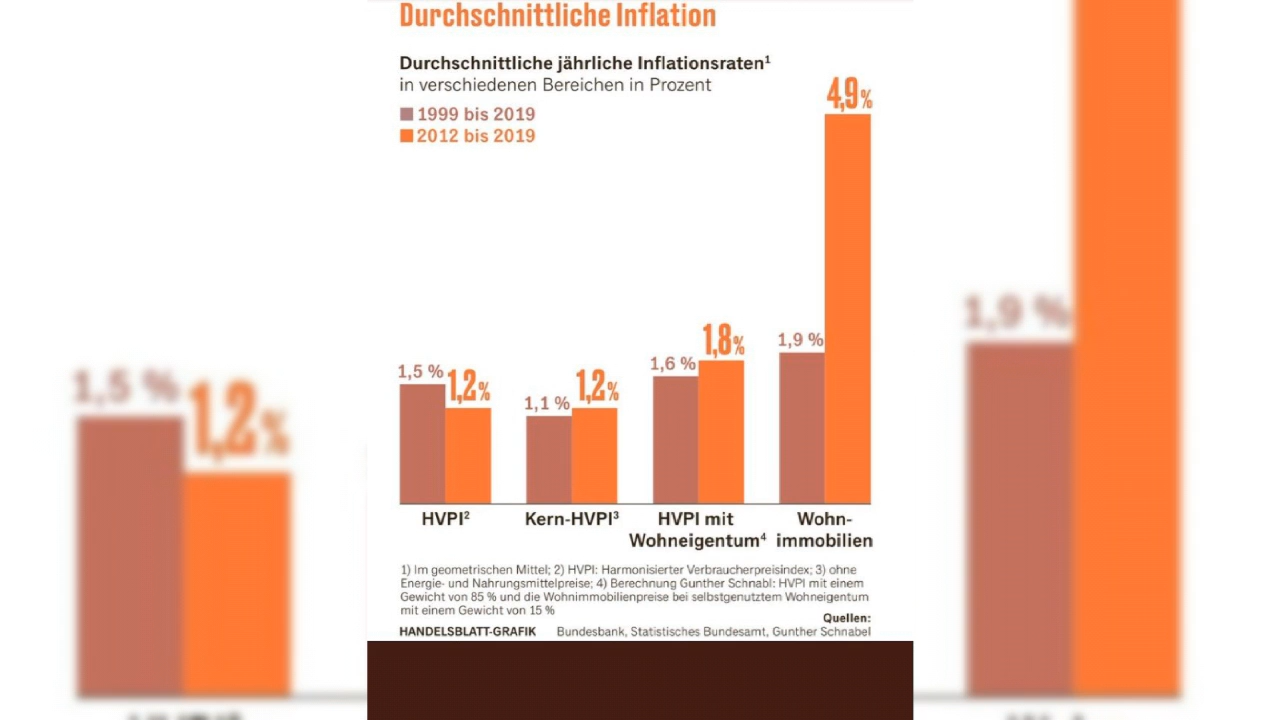 Durchschnittliche Inflation
Durchschnittliche jährliche Inflationsraten¹
in verschiedenen Bereichen in Prozent
1999 bis 2019
2012 bis 2019
4,9%
1,9 %
1,8%
1,6 %
1,5 %
1,2%
1,1 %
1,2%
HVPI²
Kern-HVPI³
HVPI mit
Wohneigentum⁴
Wohn-
immobilien
1) Im geometrischen Mittel; 2) HVPI: Harmonisierter Verbraucherpreisindex; 3) ohne
Energie- und Nahrungsmittelpreise; 4) Berechnung Gunther Schnabl: HVPI mit einem
Gewicht von 85 % und die Wohnimmobilienpreise bei selbstgenutztem Wohneigentum
mit einem Gewicht von 15 %
Quellen:
HANDELSBLATT-GRAFIK Bundesbank, Statistisches Bundesamt, Gunther Schnabel
1,5 %
1,2%
1,9 %